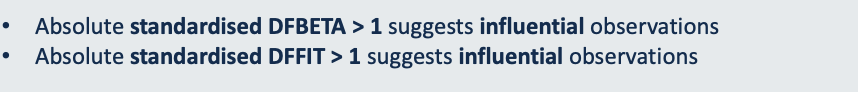 • Absolute standardised DFBETA > 1 suggests influential observations
• Absolute standardised DFFIT > 1 suggests influential observations